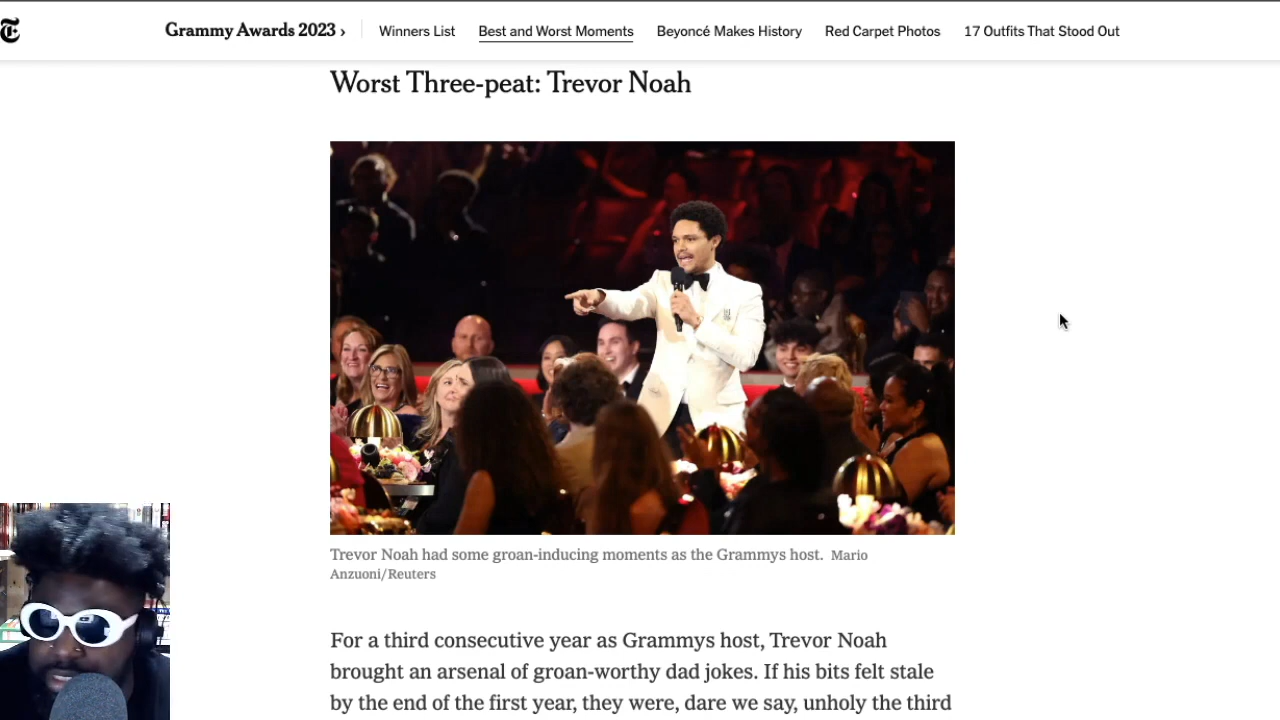 Grammy Awards 2023 › Winners List Best and Worst Moments Beyoncé Makes History Red Carpet Photos 17 Outfits That Stood Out
Worst Three-peat: Trevor Noah
Trevor Noah had some groan-inducing moments as the Grammys host. Mario
Anzuoni/Reuters
For a third consecutive year as Grammys host, Trevor Noah
brought an arsenal of groan-worthy dad jokes. If his bits felt stale
by the end of the first year, they were, dare we say, unholy the third